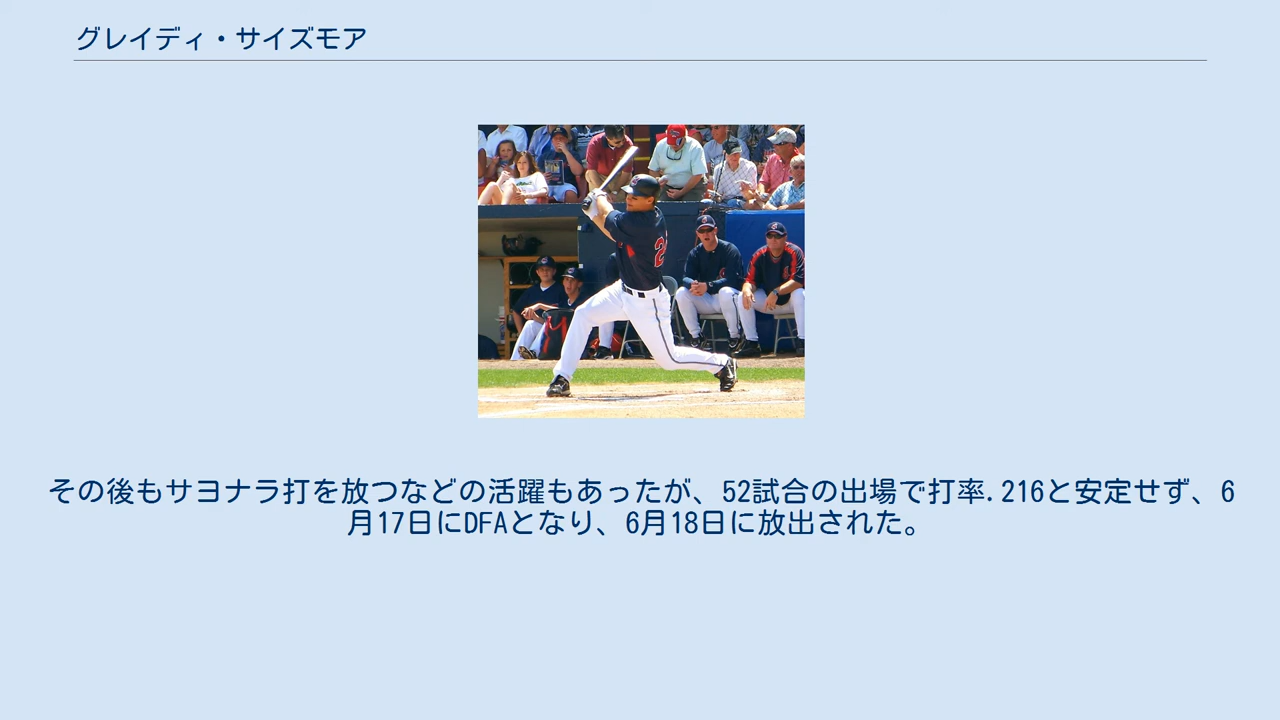 グレイディ・サイズモア
2
その後もサヨナラ打を放つなどの活躍もあったが、52試合の出場で打率.216と安定せず、6
月17日にDFAとなり、6月18日に放出された。